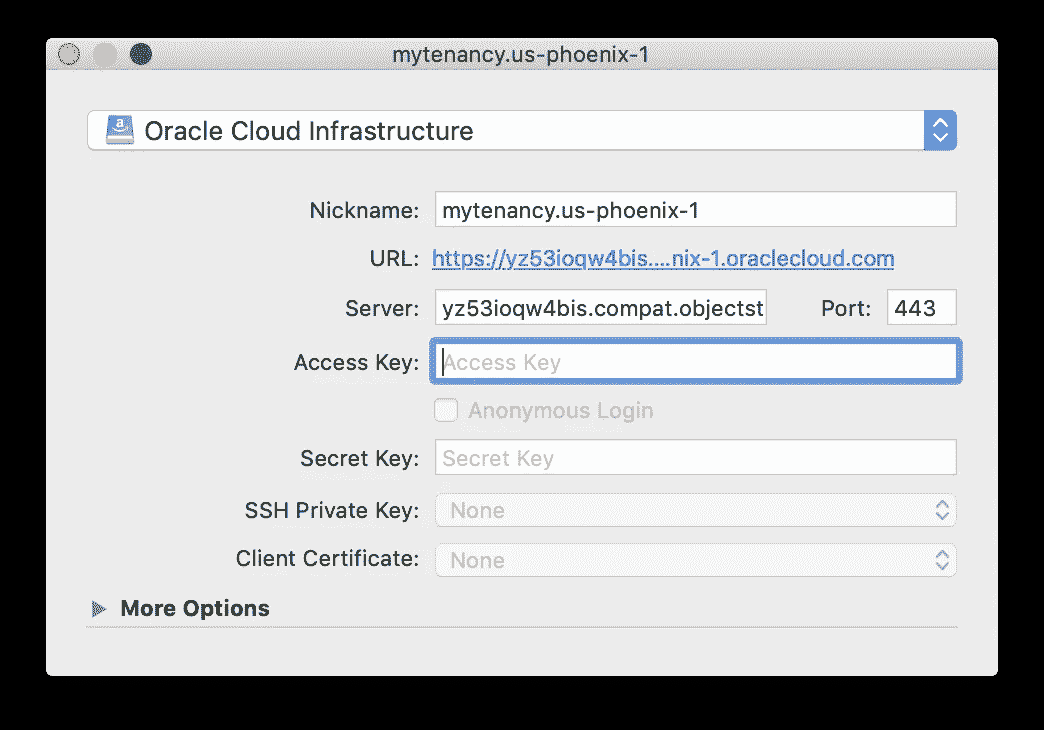 mytenancy.us-phoenix-1
Oracle Cloud Infrastructure
Nickname: mytenancy.us-phoenix-1
URL: https://yz53ioqw4bis....nix-1.oraclecloud.com
Server: yz53ioqw4bis.compat.objectst Port: 443
Access Key: Access Key
Anonymous Login
Secret Key: Secret Key
SSH Private Key: None
Client Certificate: None
More Options